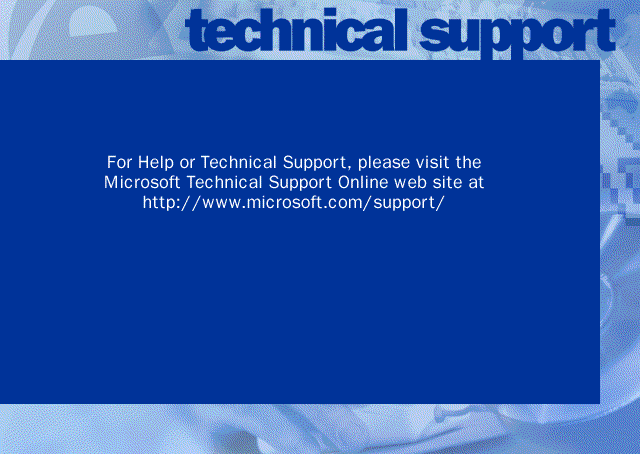 technical support
For Help or Technical Support, please visit the
Microsoft Technical Support Online web site at
http://www.microsoft.com/support/